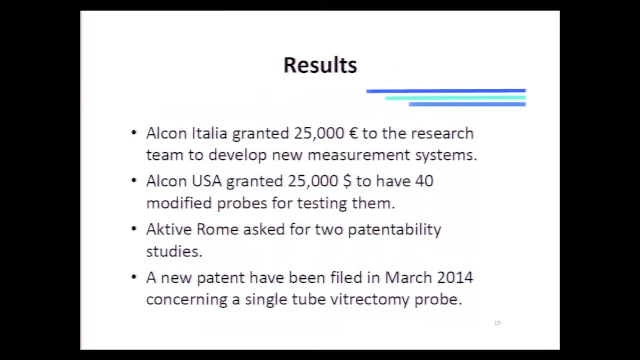 Results
• Alcon Italia granted 25,000 € to the research
team to develop new measurement systems.
• Alcon USA granted 25,000 $ to have 40
modified probes for testing them.
• Aktive Rome asked for two patentability
studies.
• A new patent have been filed in March 2014
concerning a single tube vitrectomy probe.
19